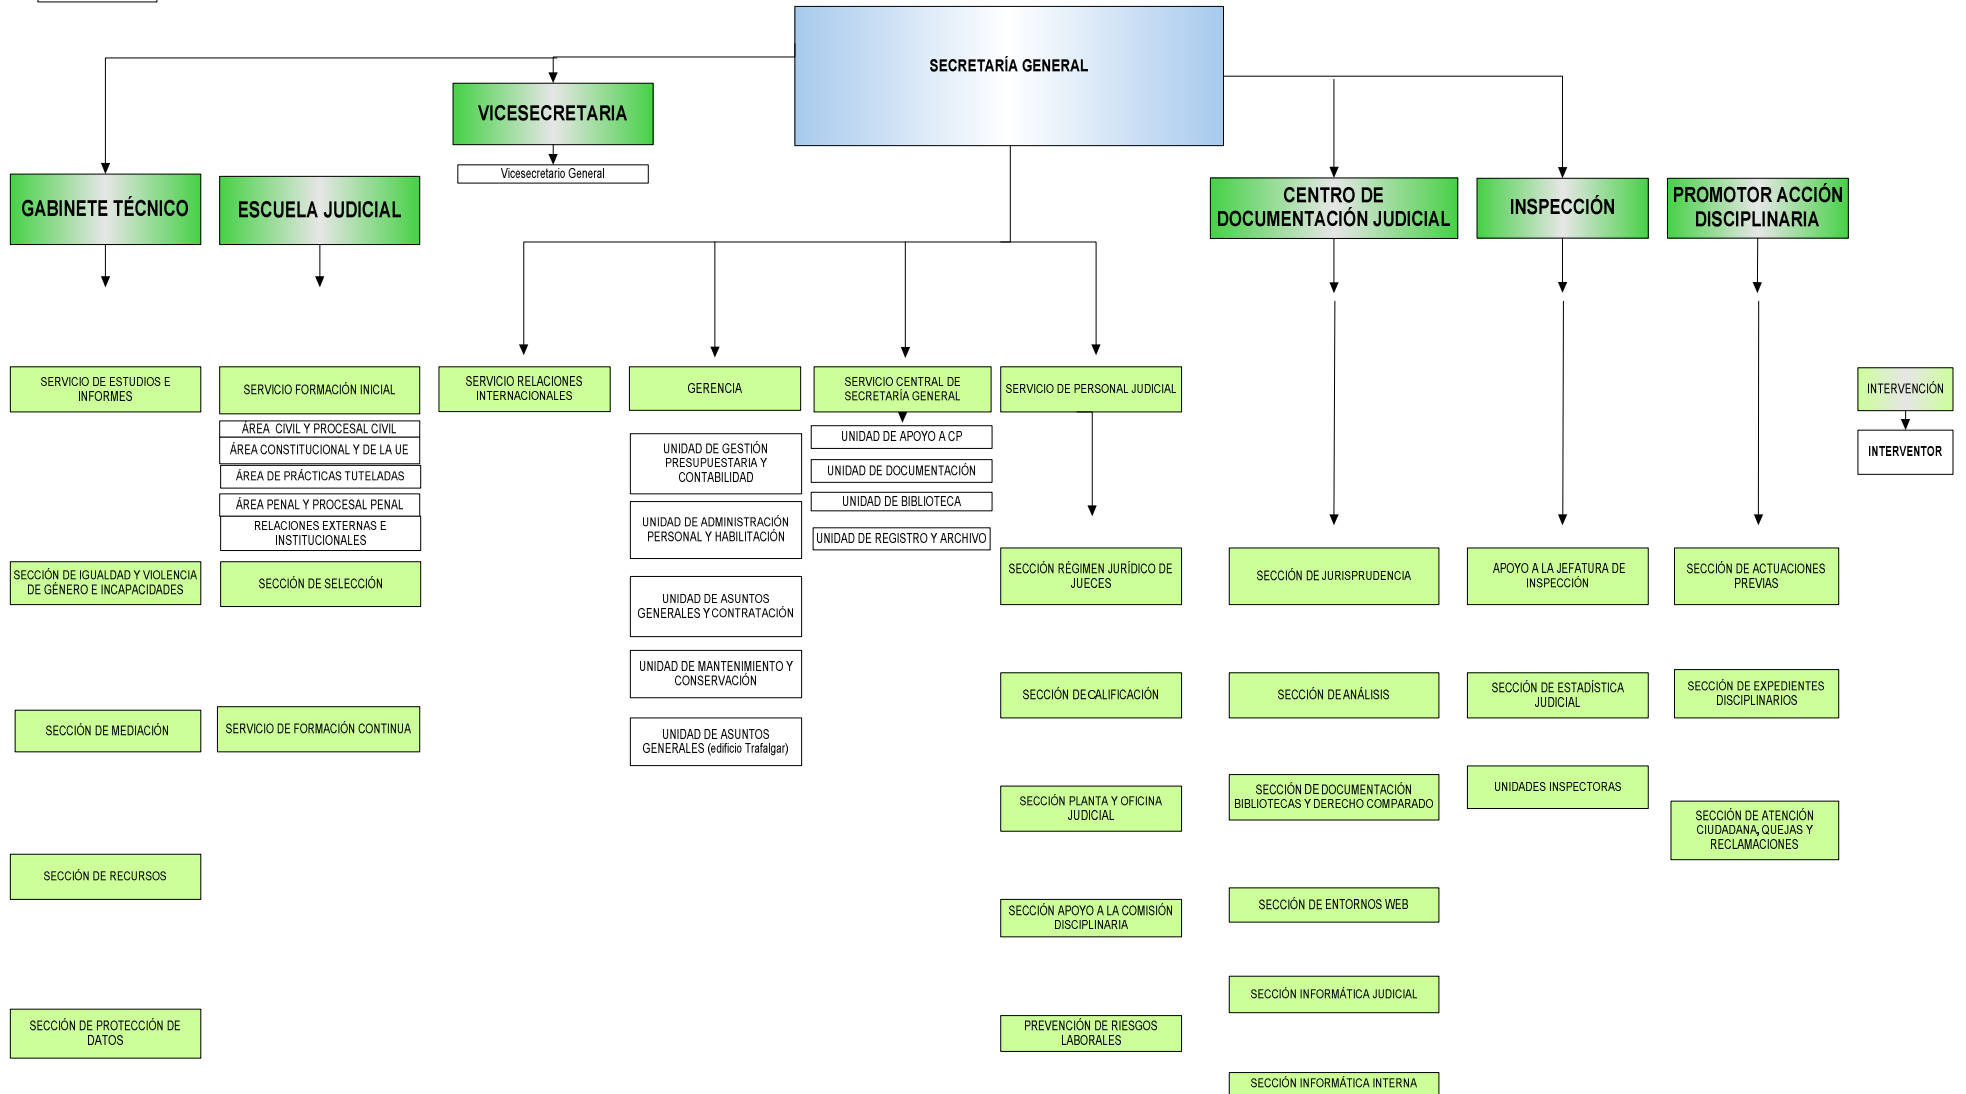 SECRETARÍA GENERAL
VICESECRETARIA
Vicesecretario General
GABINETE TÉCNICO
SERVICIO DE ESTUDIOS E
INFORMES
SECCIÓN DE IGUALDAD Y VIOLENCIA
DE GÉNERO E INCAPACIDADES
SECCIÓN DE MEDIACIÓN
SECCIÓN DE RECURSOS
SECCIÓN DE PROTECCIÓN DE
DATOS
ESCUELA JUDICIAL
SERVICIO FORMACIÓN INICIAL
ÁREA CIVIL Y PROCESAL CIVIL
ÁREA CONSTITUCIONAL Y DE LA UE
ÁREA DE PRÁCTICAS TUTELADAS
ÁREA PENAL Y PROCESAL PENAL
RELACIONES EXTERNAS E
INSTITUCIONALES
SECCIÓN DE SELECCIÓN
SERVICIO DE FORMACIÓN CONTINUA
SERVICIO RELACIONES
INTERNACIONALES
GERENCIA
UNIDAD DE GESTIÓN
PRESUPUESTARIA Y
CONTABILIDAD
UNIDAD DE ADMINISTRACIÓN
PERSONAL Y HABILITACIÓN
UNIDAD DE ASUNTOS
GENERALES Y CONTRATACIÓN
UNIDAD DE MANTENIMIENTO Y
CONSERVACIÓN
UNIDAD DE ASUNTOS
GENERALES (edificio Trafalgar)
SERVICIO CENTRAL DE
SECRETARÍA GENERAL
UNIDAD DE APOYO A CP
UNIDAD DE DOCUMENTACIÓN
UNIDAD DE BIBLIOTECA
UNIDAD DE REGISTRO Y ARCHIVO
SERVICIO DE PERSONAL JUDICIAL
SECCIÓN RÉGIMEN JURÍDICO DE
JUECES
SECCIÓN DE CALIFICACIÓN
SECCIÓN PLANTA Y OFICINA
JUDICIAL
SECCIÓN APOYO A LA COMISIÓN
DISCIPLINARIA
PREVENCIÓN DE RIESGOS
LABORALES
CENTRO DE
DOCUMENTACIÓN JUDICIAL
SECCIÓN DE JURISPRUDENCIA
SECCIÓN DE ANÁLISIS
SECCIÓN DE DOCUMENTACIÓN
BIBLIOTECAS Y DERECHO COMPARADO
SECCIÓN DE ENTORNOS WEB
SECCIÓN INFORMÁTICA JUDICIAL
SECCIÓN INFORMÁTICA INTERNA
INSPECCIÓN
APOYO A LA JEFATURA DE
INSPECCIÓN
SECCIÓN DE ESTADÍSTICA
JUDICIAL
UNIDADES INSPECTORAS
PROMOTOR ACCIÓN
DISCIPLINARIA
SECCIÓN DE ACTUACIONES
PREVIAS
SECCIÓN DE EXPEDIENTES
DISCIPLINARIOS
SECCIÓN DE ATENCIÓN
CIUDADANA, QUEJAS Y
RECLAMACIONES
INTERVENCIÓN
INTERVENTOR